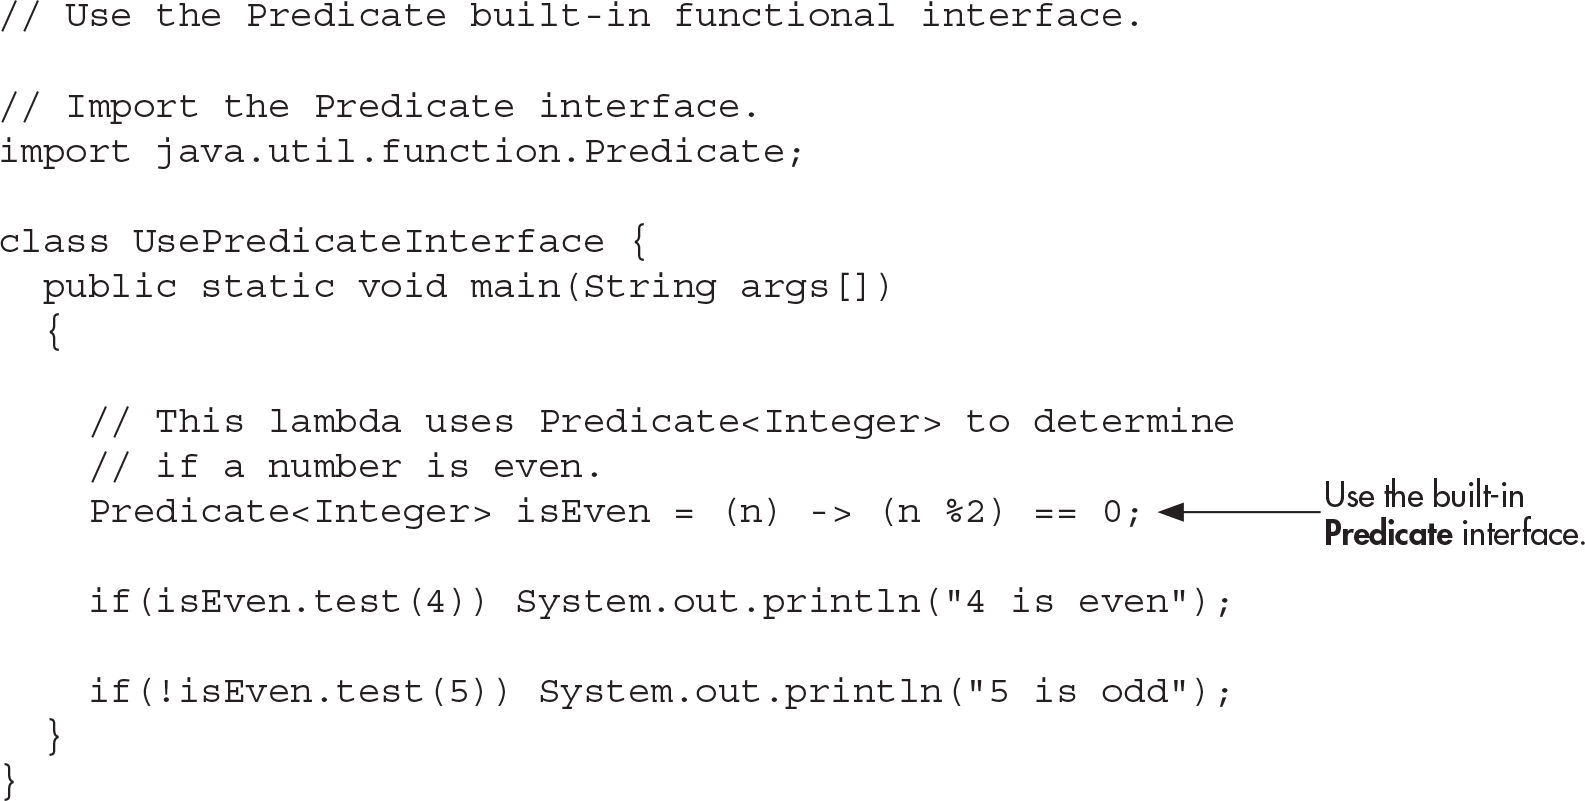 // Use the Predicate built-in functional interface.
// Import the Predicate interface.
import java.util.function.Predicate;
class UsePredicateInterface {
public static void main(String args[])
{
// This lambda uses Predicate<Integer> to determine
// if a number is even.
Predicate<Integer> isEven = (n) -> (n %2) == 0;
Use the built-in
Predicate interface.
if(isEven.test(4)) System.out.println("4 is even");
if(!isEven.test(5)) System.out.println("5 is odd");
}
}